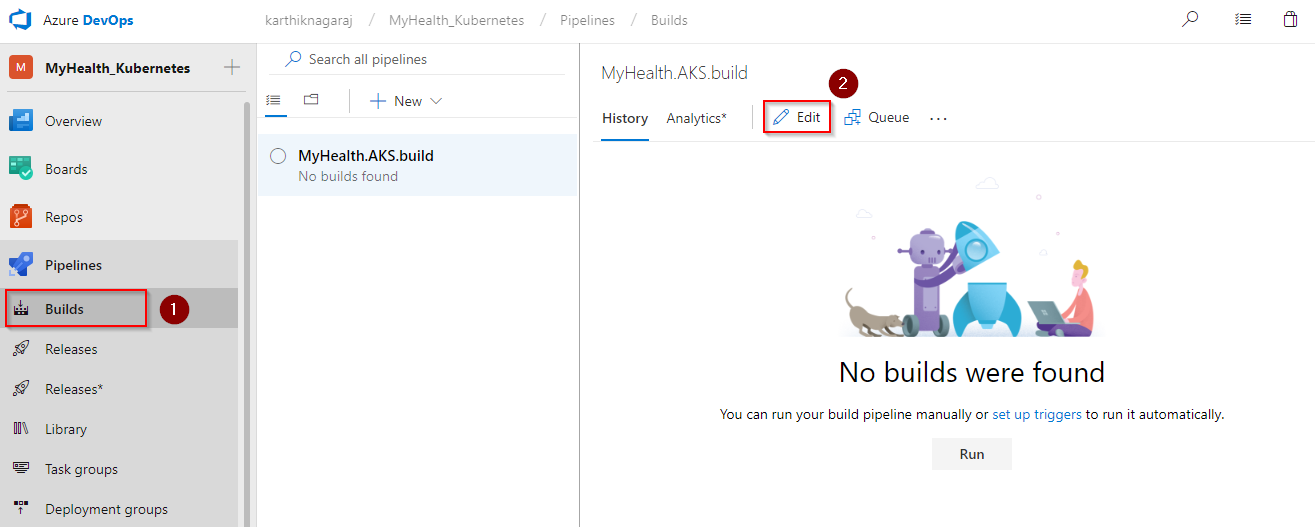 Azure DevOps karthiknagaraj / MyHealth_Kubernetes / Pipelines / Builds
M MyHealth_Kubernetes
Overview
Boards
Repos
Pipelines
Builds 1
Releases
Releases*
Library
Task groups
Deployment groups
Search all pipelines
New
MyHealth.AKS.build
No builds found
MyHealth.AKS.build
2
History Analytics* Edit Queue ...
No builds were found
You can run your build pipeline manually or set up triggers to run it automatically.
Run